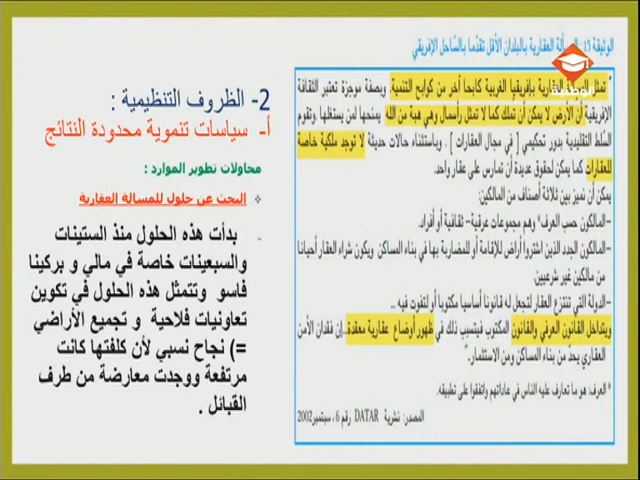 الوثيقة 15 المسألة العقارية بالبلدان الأقل تقدّما بالسّاحل الإفريقي
" تمثل المسألة العقارية بإفريقيا الغربية كابحا آخر من كوابح التنمية. وبصفة موجزة تعتبر الثقافة
الإفريقية أن الأرض لا يمكن أن تملك كما لا تمثل رأسمال وهي هبة من الله يمنحها لمن يستغلها. وتقوم
السلط التقليدية بدور تحكيمي [ في مجال العقارات ] . وباستثناء حالات حديثة لا توجد ملكية خاصة
للعقارات كما يمكن لحقوق عديدة أن تمارس على عقار واحد.
يمكن أن نميز بين ثلاثة أصناف من المالكين:
–المالكون حسب العرف* وهم مجموعات عرقية– ثقافية أو أفراد.
–المالكون الجدد الذين اشتروا أراض للإقامة أو للمضاربة بها في بناء المساكن ويكون شراء العقار أحيانا
من مالكين غير شرعيين.
–الدولة التي تنتزع العقار لتجعل له قانونا أساسيا مكتوبا أو لتفوت فيه ...
ويتداخل القانون العرفي والقانون المكتوب فيتسبب ذلك في ظهور أوضاع عقارية معقدة..إن فقدان الأمن
العقاري يحدّ من بناء المساكن ومن الاستثمار."
* العرف: هو ما تعارف عليه الناس في عاداتهم واتفقوا على تطبيقه.
المصدر: نشرية DATAR رقم 6، سبتمبر2002
2- الظروف التنظيمية :
أ- سياسات تنموية محدودة النتائج
محاولات تطوير الموارد :
❖ البحث عن حلول للمسالة العقارية
- بدأت هذه الحلول منذ الستينات
والسبعينات خاصة في مالي و بركينا
فاسو وتتمثل هذه الحلول في تكوين
تعاونيات فلاحية و تجميع الأراضي
=) نجاح نسبي لأن كلفتها كانت
مرتفعة ووجدت معارضة من طرف
القبائل .